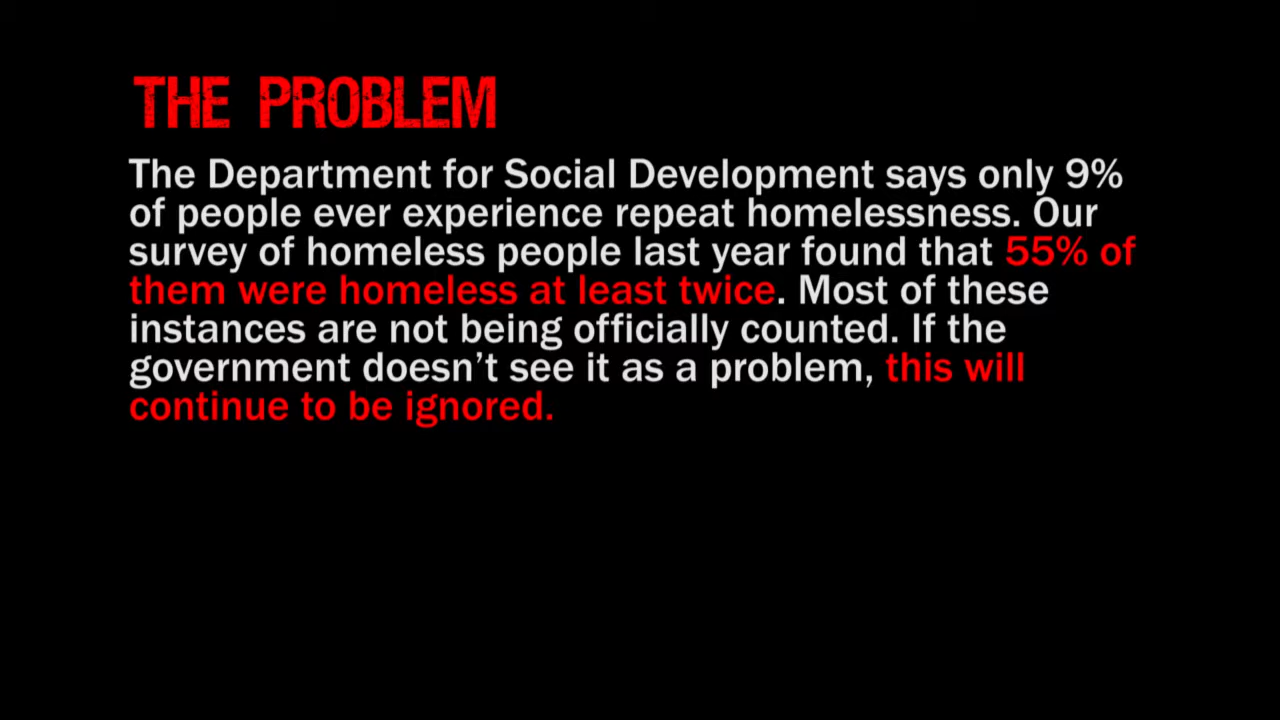 THE PROBLEM
The Department for Social Development says only 9%
of people ever experience repeat homelessness. Our
survey of homeless people last year found that 55% of
them were homeless at least twice. Most of these
instances are not being officially counted. If the
government doesn’t see it as a problem, this will
continue to be ignored.